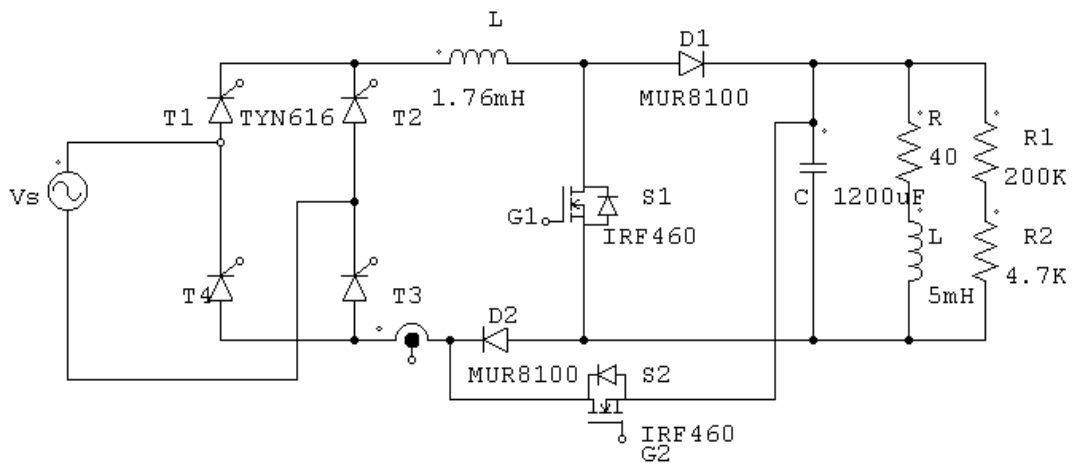 L
D1
1.76mH
MUR8100
T1
TYN616
T2
R
R1
40
Vs
S1
C
1200uF
200K
G1
IRF460
L
R2
T4
T3
5mH
4.7K
D2
MUR8100
S2
IRF460
G2